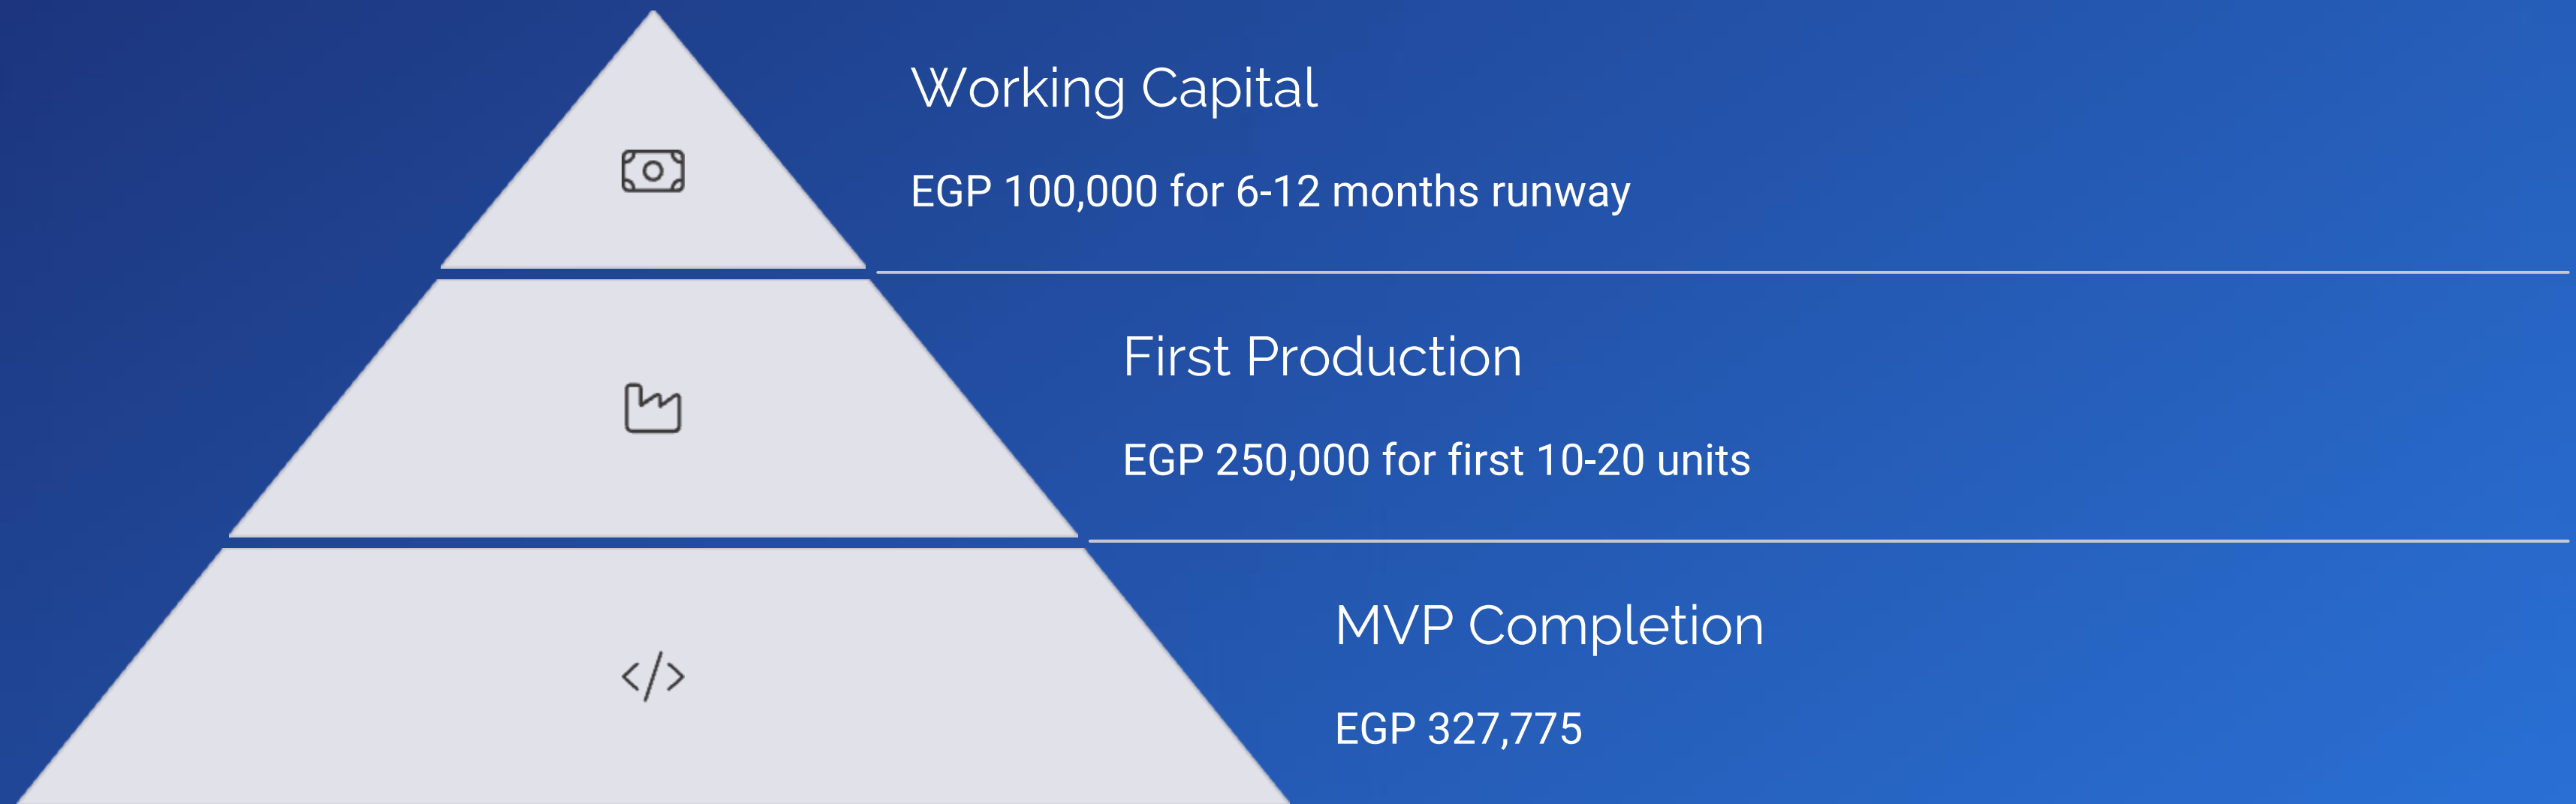 Working Capital
EGP 100,000 for 6-12 months runway
First Production
EGP 250,000 for first 10-20 units
MVP Completion
EGP 327,775